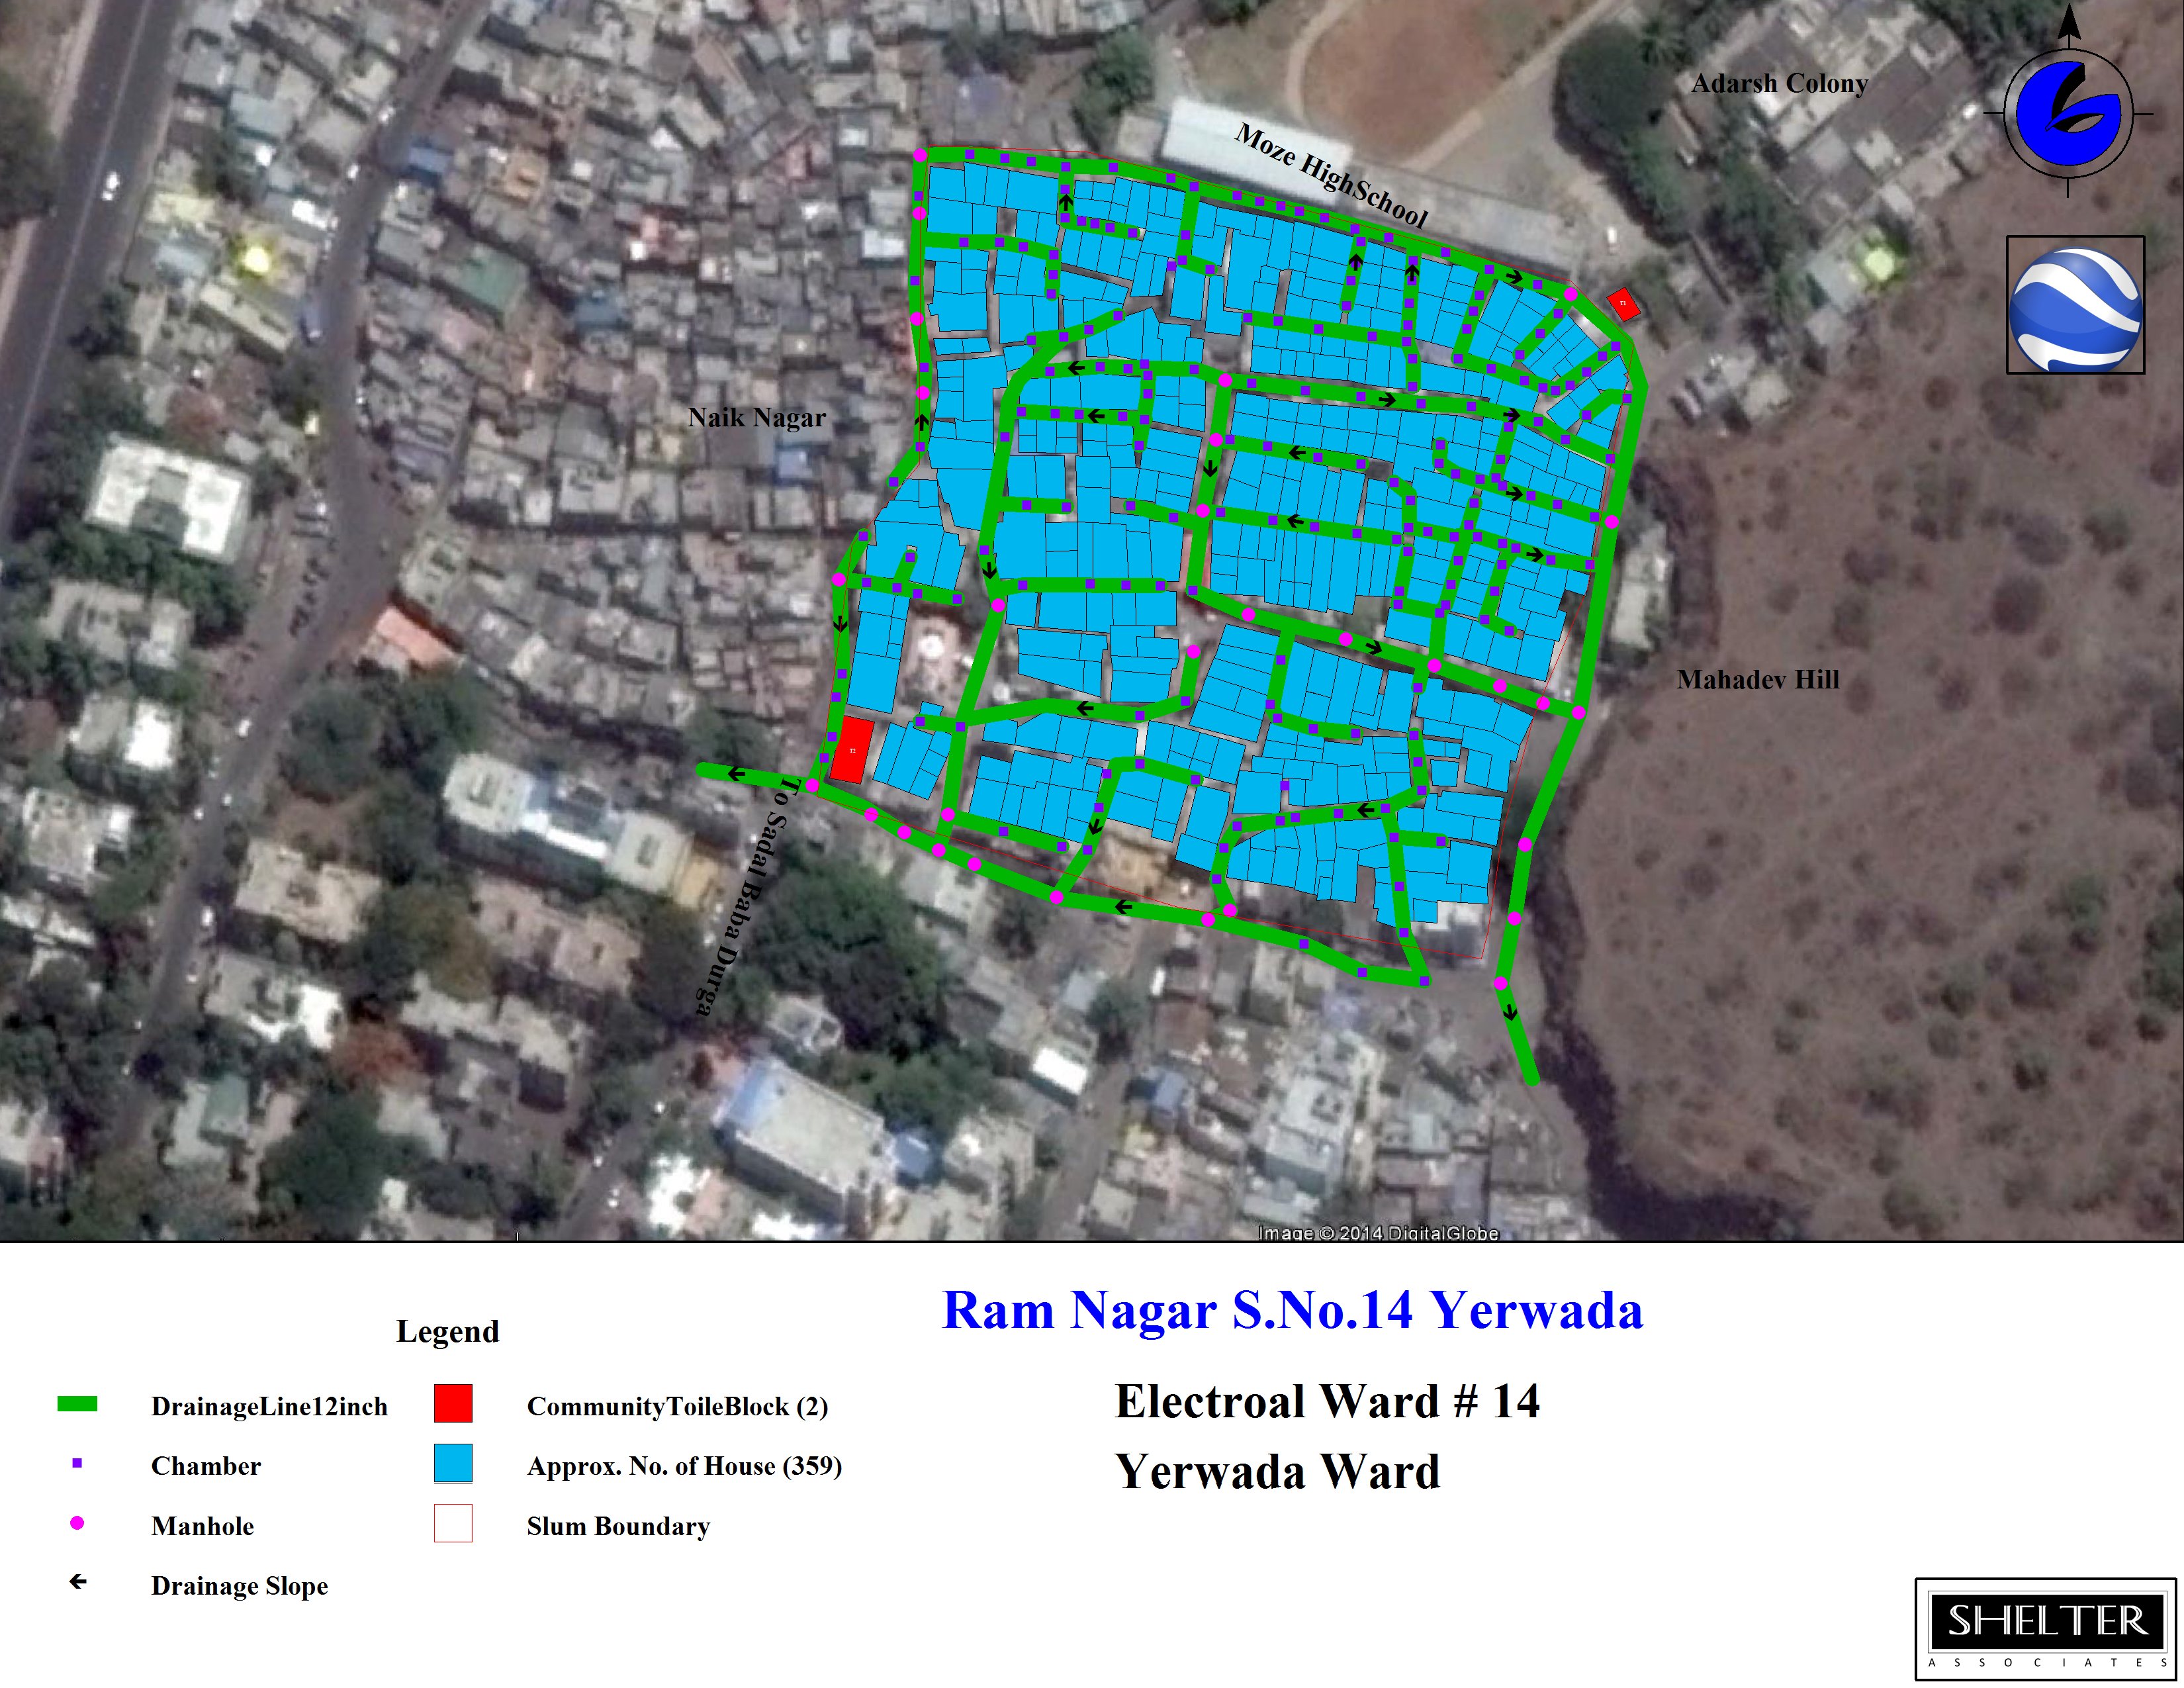 Adarsh Colony
Moze HighSchool
T1
Naik Nagar
Mahadev Hill
T2
To Sadal Baba Durga
Image © 2014 DigitalGlobe
Ram Nagar S.No.14 Yerwada
Electroal Ward # 14
Yerwada Ward
Legend
DrainageLine12inch
Chamber
Manhole
Drainage Slope
CommunityToileBlock (2)
Approx. No. of House (359)
Slum Boundary
SHELTER
ASSOCIATES